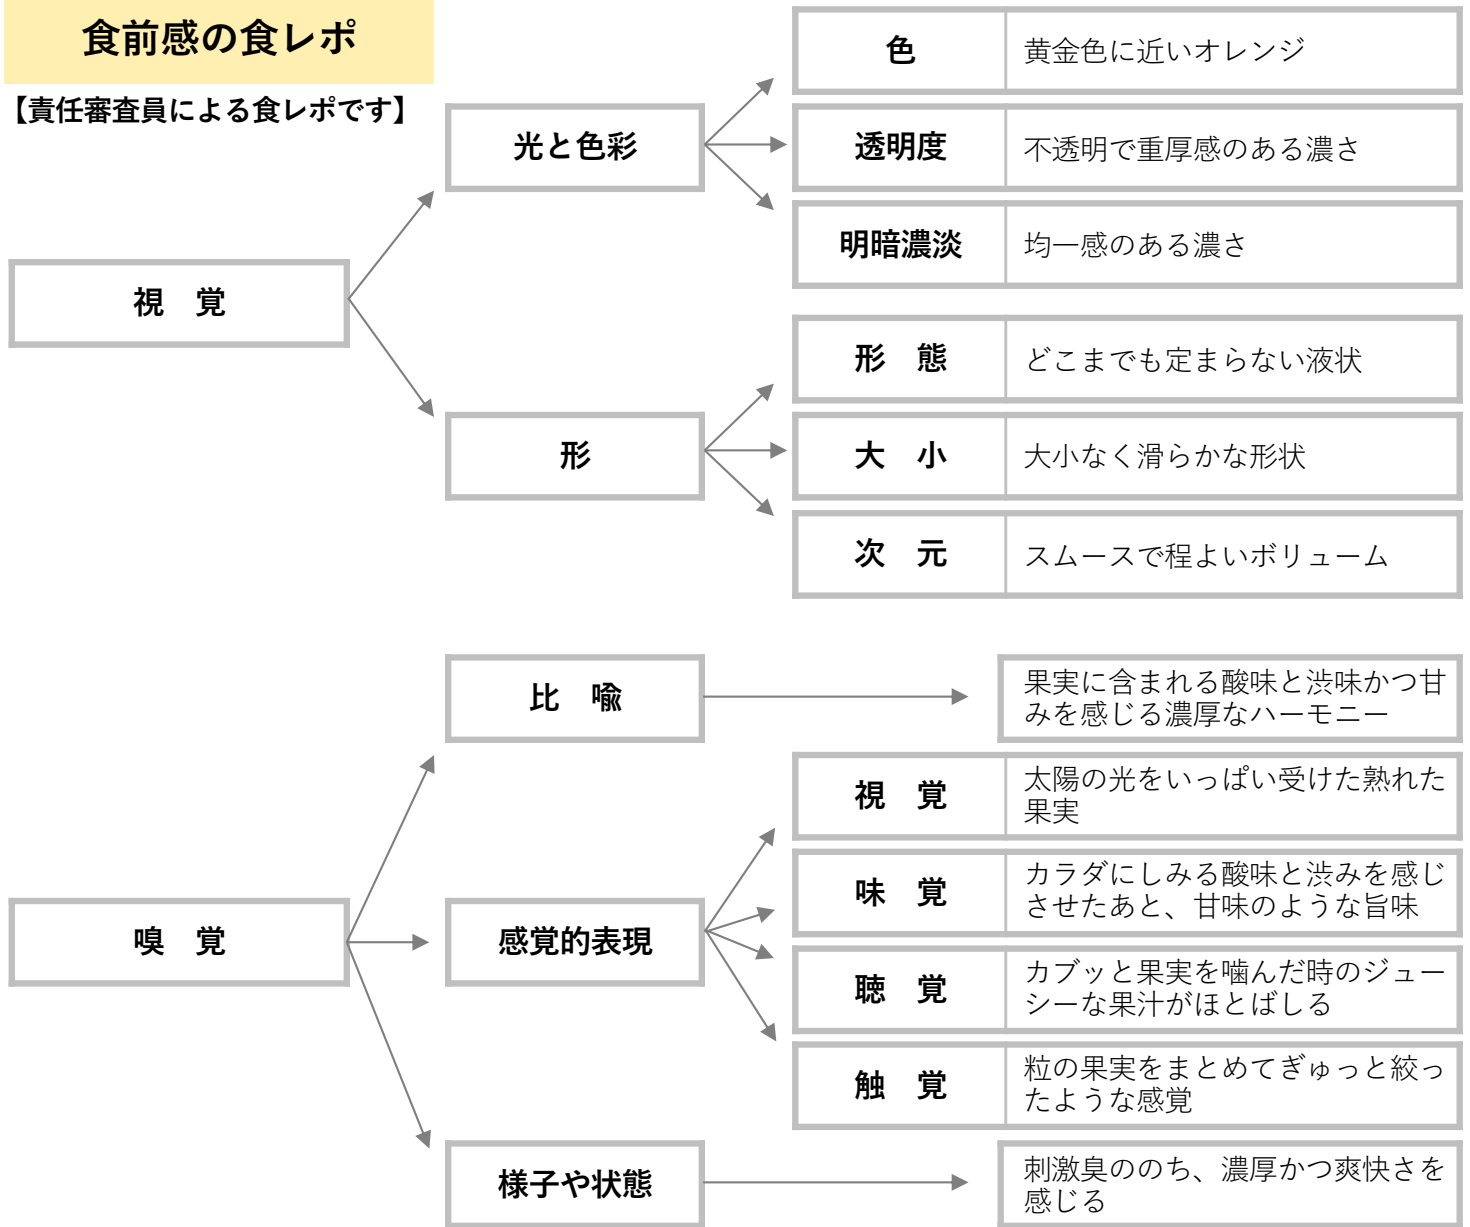 食前感の食レポ
【責任審査員による食レポです】
視　覚
光と色彩
色
黄金色に近いオレンジ
透明度
不透明で重厚感のある濃さ
明暗濃淡
均一感のある濃さ
形
形　態
どこまでも定まらない液状
大　小
大小なく滑らかな形状
次　元
スムースで程よいボリューム
嗅　覚
比　喩
果実に含まれる酸味と渋味かつ甘
みを感じる濃厚なハーモニー
感覚的表現
視　覚
太陽の光をいっぱい受けた熟れた
果実
味　覚
カラダにしみる酸味と渋みを感じ
させたあと、甘味のような旨味
聴　覚
カブッと果実を噛んだ時のジュー
シーな果汁がほとばしる
触　覚
粒の果実をまとめてぎゅっと絞っ
たような感覚
様子や状態
刺激臭ののち、濃厚かつ爽快さを
感じる